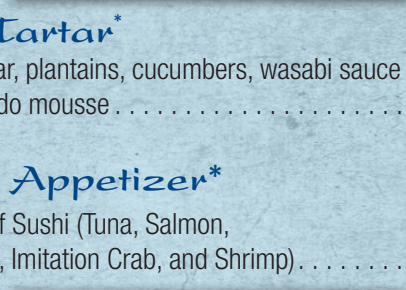 Tartar*
ar, plantains, cucumbers, wasabi sauce
do mousse . . . . . . . . . . . . . . . . . . . . .
Appetizer*
f Sushi (Tuna, Salmon,
, Imitation Crab, and Shrimp) . . . . . . . .